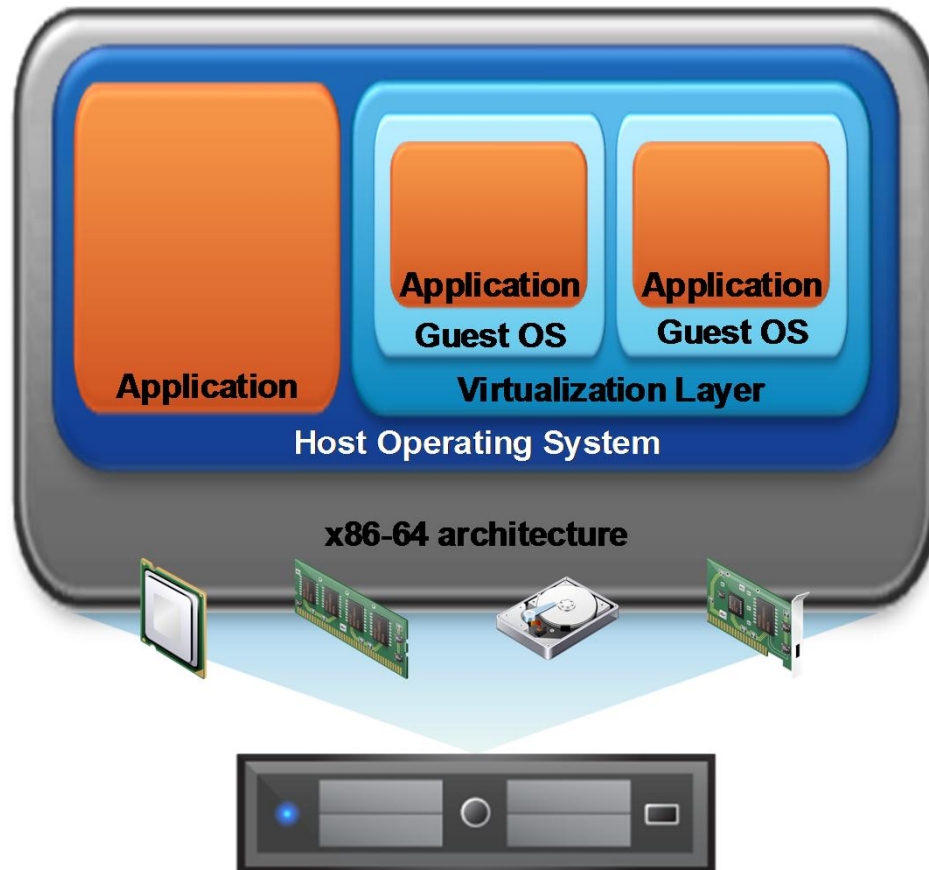 Application
Guest OS
Application
Guest OS
Application
Virtualization Layer
Host Operating System
x86-64 architecture